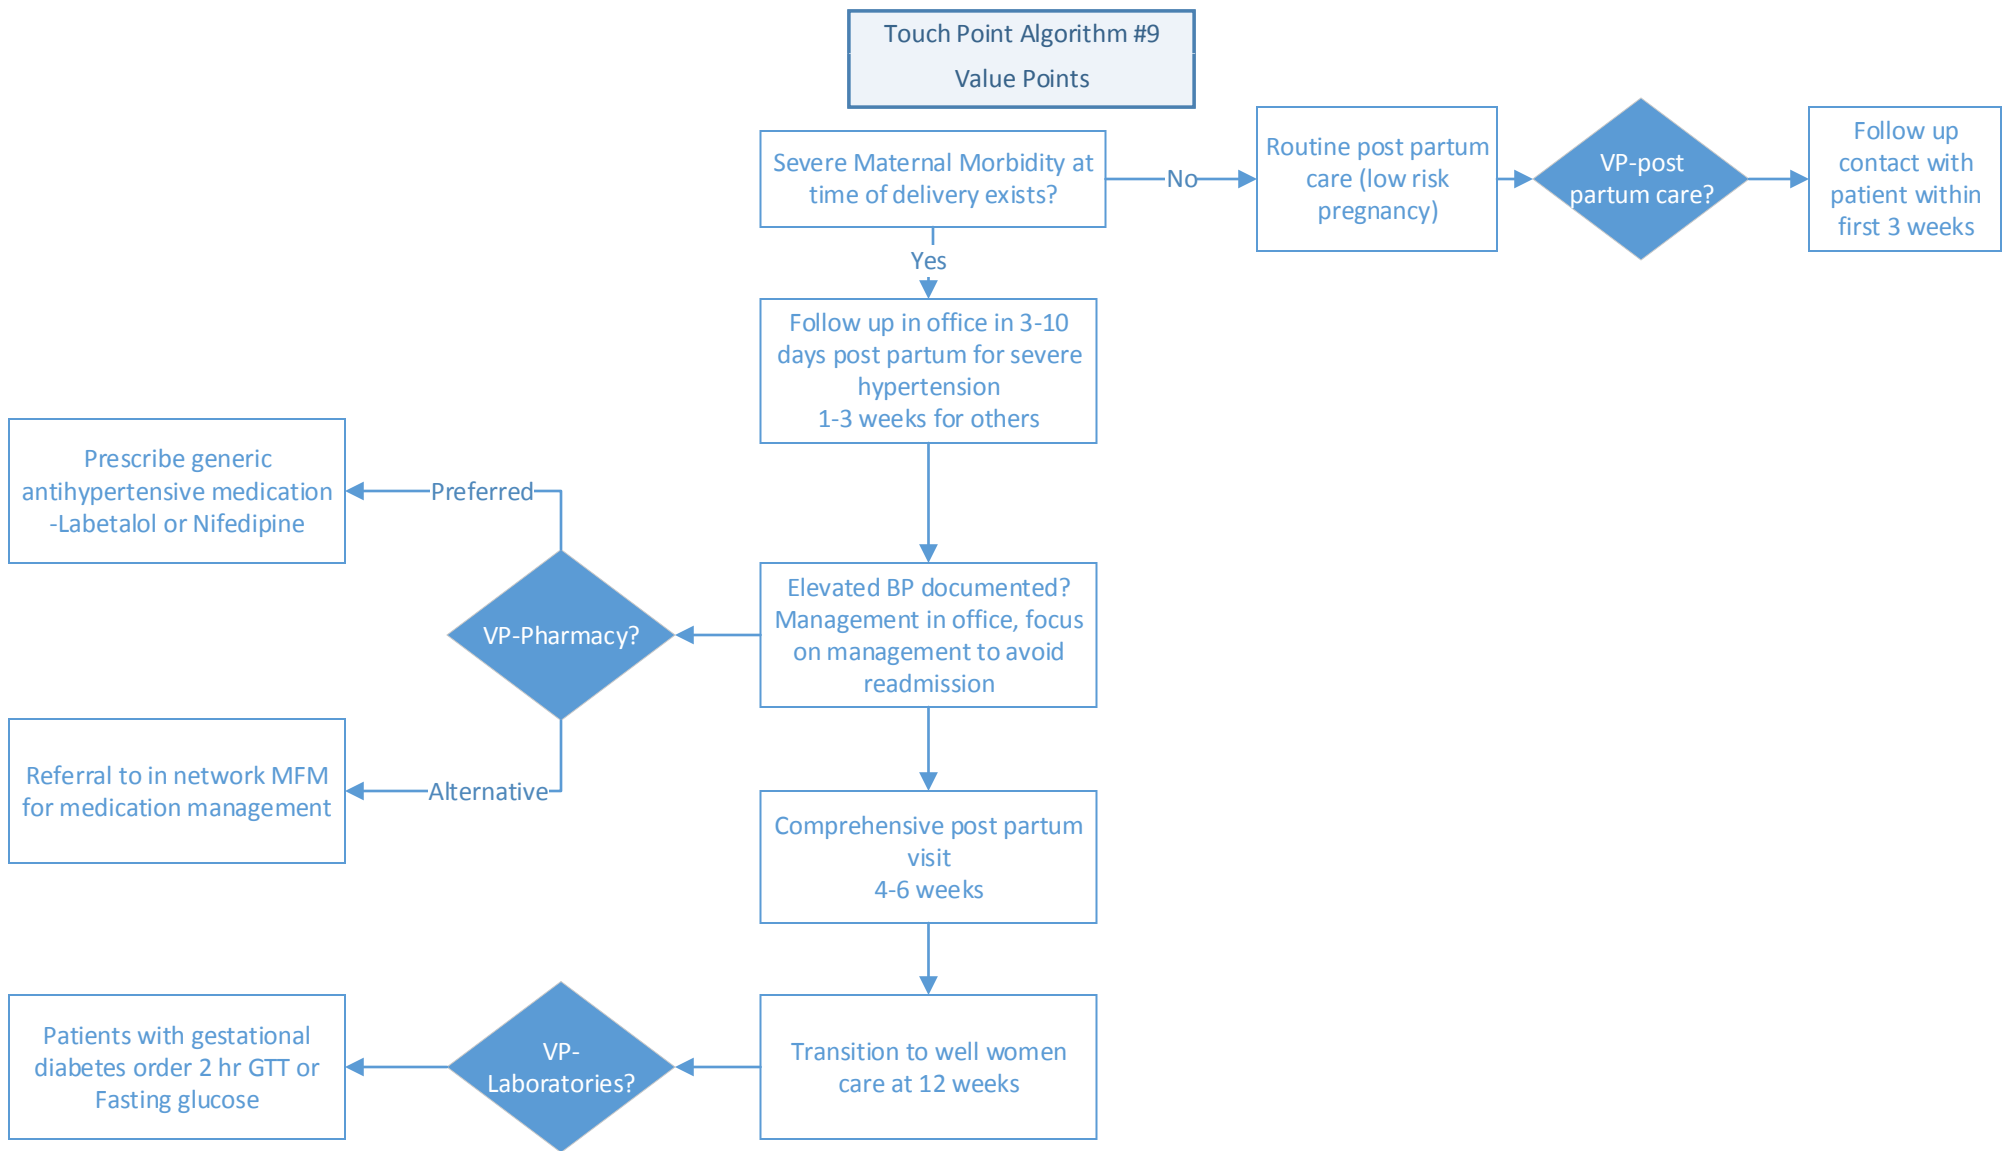 Touch Point Algorithm #9
Value Points
Severe Maternal Morbidity at
time of delivery exists?
No
Routine post partum
care (low risk
pregnancy)
VP-post
partum care?
Follow up
contact with
patient within
first 3 weeks
Yes
Follow up in office in 3-10
days post partum for severe
hypertension
1-3 weeks for others
Prescribe generic
antihypertensive medication
-Labetalol or Nifedipine
Preferred
VP-Pharmacy?
Elevated BP documented?
Management in office, focus
on management to avoid
readmission
Referral to in network MFM
for medication management
Alternative
Comprehensive post partum
visit
4-6 weeks
Patients with gestational
diabetes order 2 hr GTT or
Fasting glucose
VP-
Laboratories?
Transition to well women
care at 12 weeks